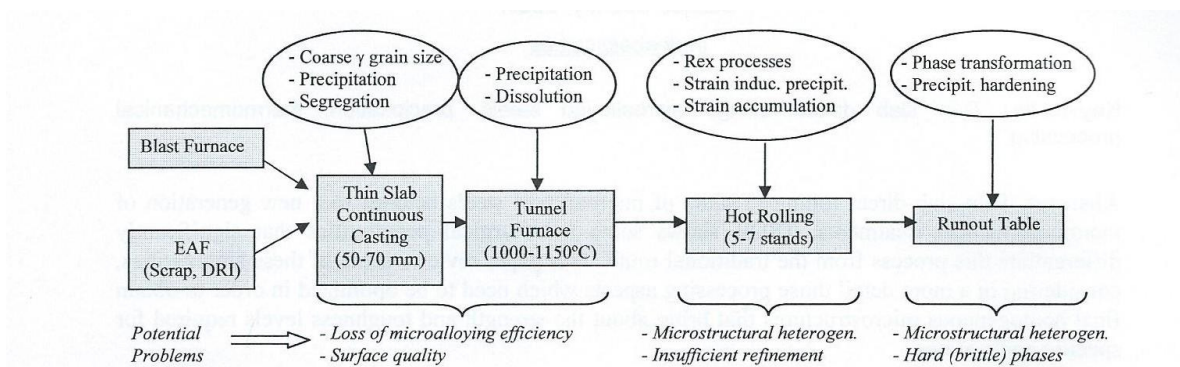 - Coarse γ grain size
- Precipitation
- Segregation
- Precipitation
- Dissolution
- Rex processes
- Strain induc. precipit.
- Strain accumulation
- Phase transformation
- Precipit. hardening
Blast Furnace
EAF
(Scrap, DRI)
Thin Slab
Continuous
Casting
(50-70 mm)
Tunnel
Furnace
(1000-1150°C)
Hot Rolling
(5-7 stands)
Runout Table
Potential
Problems
- Loss of microalloying efficiency
- Surface quality
- Microstructural heterogen.
- Insufficient refinement
- Microstructural heterogen.
- Hard (brittle) phases